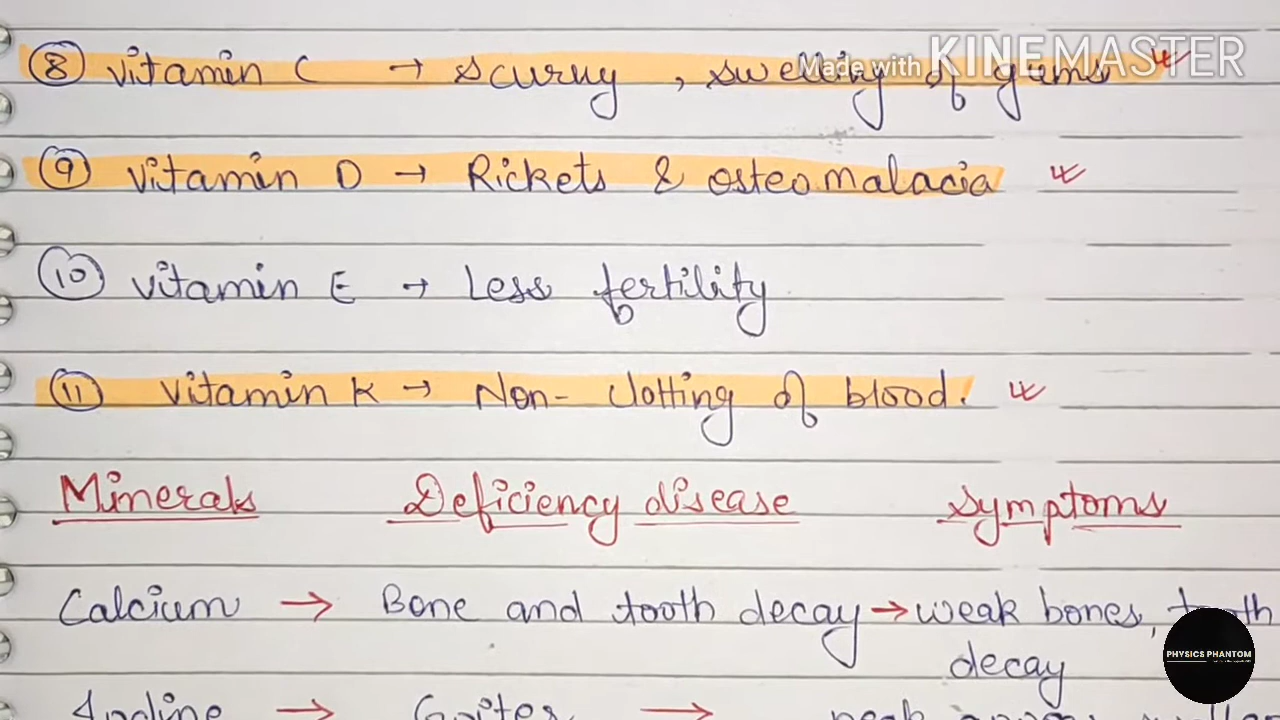 Made with KINEMASTER
⑧ Vitamin C → Scurvy, swelling of gums
⑨ Vitamin D → Rickets & osteomalacia
⑩ Vitamin E → Less fertility
⑪ Vitamin K → Non-clotting of blood.
Minerals Deficiency disease Symptoms
Calcium → Bone and tooth decay → weak bones, tooth
decay
PHYSICS PHANTOM
Iodine → Goiter →